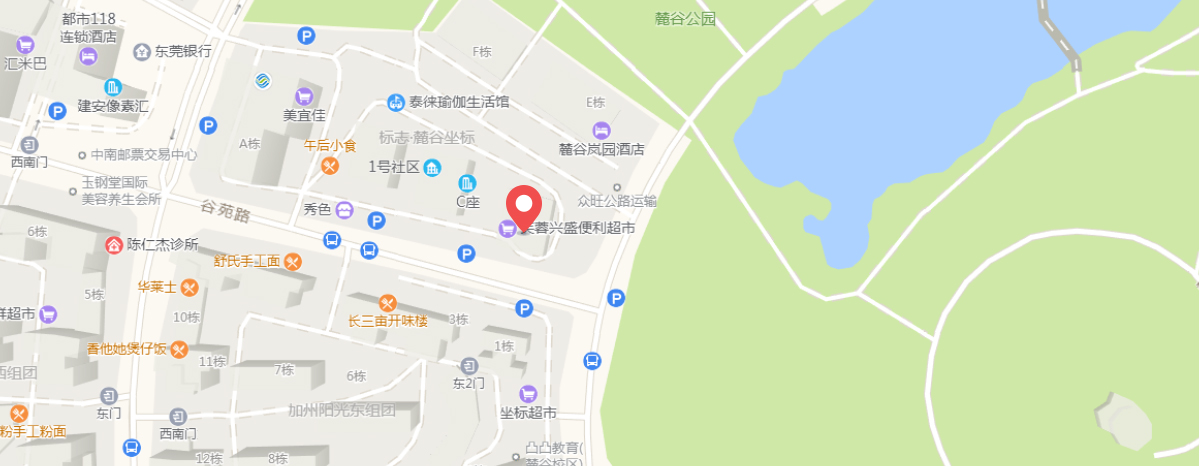 都市118
连锁酒店
汇米巴
东莞银行
建安像素汇
西南门
中南邮票交易中心
玉钢堂国际
美容养生会所
麓谷公园
F栋
E栋
美宜佳
泰徕瑜伽生活馆
A栋
午后小食
标志·麓谷坐标
麓谷岚园酒店
1号社区
C座
众旺公路运输
谷苑路
秀色
芙蓉兴盛便利超市
6栋
陈仁杰诊所
舒氏手工面
5栋
华莱士
超市
10栋
长三亩开味楼
3栋
香他她煲仔饭
11栋
1栋
7栋
6栋
西组团
东2门
东门
西南门
加州阳光东组团
坐标超市
粉手工粉面
12栋
8栋
凸凸教育(
麓谷校区)
P
P
P
P
P
P
P